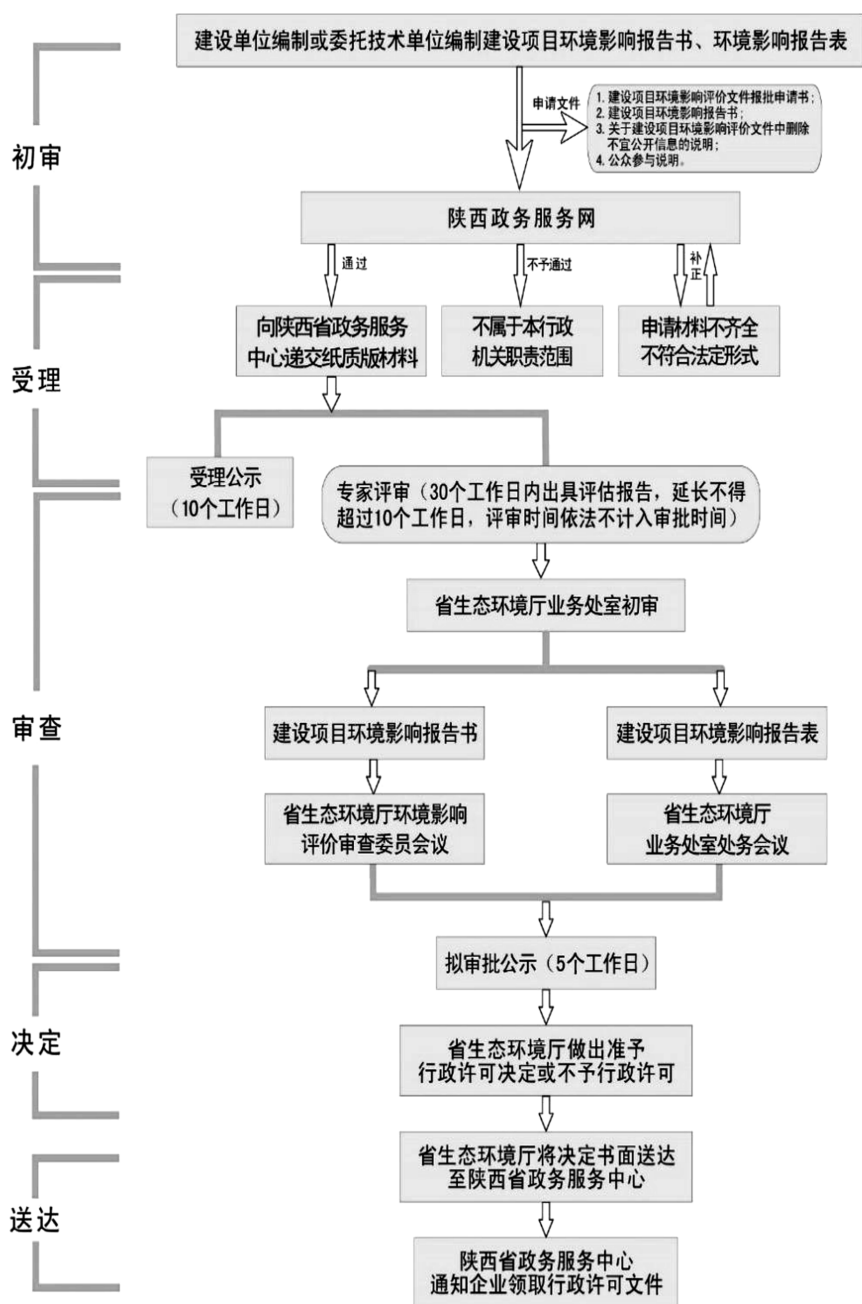 建设单位编制或委托技术单位编制建设项目环境影响报告书、环境影响报告表
申请文件
1. 建设项目环境影响评价文件报批申请书;
2. 建设项目环境影响报告书;
3. 关于建设项目环境影响评价文件中删除
不宜公开信息的说明;
4. 公众参与说明。
初审
陕西政务服务网
通过
不予通过
补正
受理
向陕西省政务服务
中心递交纸质版材料
不属于本行政
机关职责范围
申请材料不齐全
不符合法定形式
受理公示
(10个工作日)
专家评审(30个工作日内出具评估报告,延长不得
超过10个工作日,评审时间依法不计入审批时间)
省生态环境厅业务处室初审
审查
建设项目环境影响报告书
建设项目环境影响报告表
省生态环境厅环境影响
评价审查委员会议
省生态环境厅
业务处室处务会议
拟审批公示(5个工作日)
决定
省生态环境厅做出准予
行政许可决定或不予行政许可
送达
省生态环境厅将决定书面送达
至陕西省政务服务中心
陕西省政务服务中心
通知企业领取行政许可文件